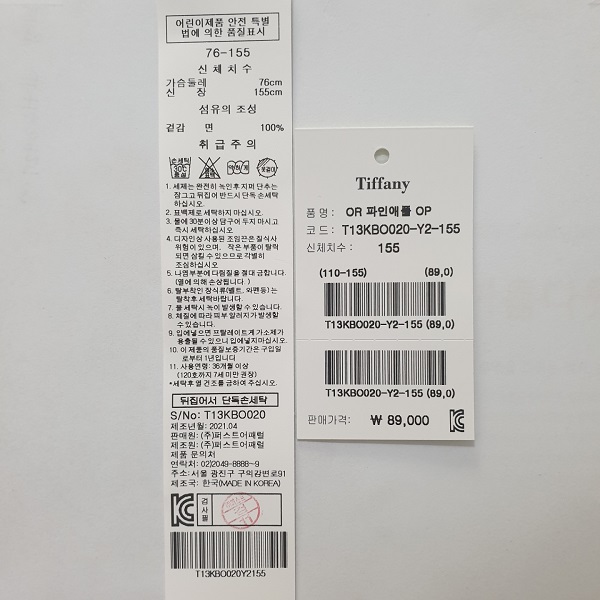 어린이제품 안전 특별
법에 의한 품질표시
76-155
신 체 치 수
가슴둘레 76cm
신 장 155cm
섬유의 조성
겉감 면 100%
취 급 주 의
손세탁
30℃
중성
1. 세제는 완전히 녹인후 지퍼 단추는
잠그고 뒤집어 반드시 단독 손세탁
하십시오.
2. 표백제로 세탁하지 마십시오.
3. 물에 30분이상 담구어 두지 마시고
즉시 세탁하십시오
4. 디자인상 사용된 조임끈은 질식사
위험이 있으며, 작은 부품이 탈락
되면 삼킬 수 있으므로 각별히
조심하십시오
5. 나염부분에 다림질을 절대 금합니다.
(열에 의해 손상됩니다 )
6. 탈부착인 장식류(벨트, 와펜등) 는
탈착후 세탁바랍니다.
7. 물 세탁시 녹이 발생할 수 있습니다.
8. 체질에 따라 피부 알러지가 발생할
수 있습니다.
9. 입에넣으면 프탈레이트계 가소제가
용출될 수 있으니 입에넣지마십시오.
10. 이 제품의 품질보증기간은 구입일
로부터 1년입니다
11. 사용연령: 36개월 이상
(120호까지 7세 미만 권장)
*세탁후 열 건조를 금하여 주십시오.
뒤집어서 단독손세탁
S/No: T13KBO020
제조년월: 2021.04
판매원: (주)퍼스트어패럴
제조원: (주)퍼스트어패럴
제품 문의처
연락처: 02)2049-8888~9
주소: 서울 광진구 구의강변로91
제조국: 한국(MADE IN KOREA)
검사필
T13KBO020Y2155
Tiffany
품 명 : OR 파인애플 OP
코 드 : T13KBO020-Y2-155
신체치수 : 155
(110-155) (89,0)
T13KBO020-Y2-155 (89,0)
T13KBO020-Y2-155 (89,0)
판매가격: ₩ 89,000